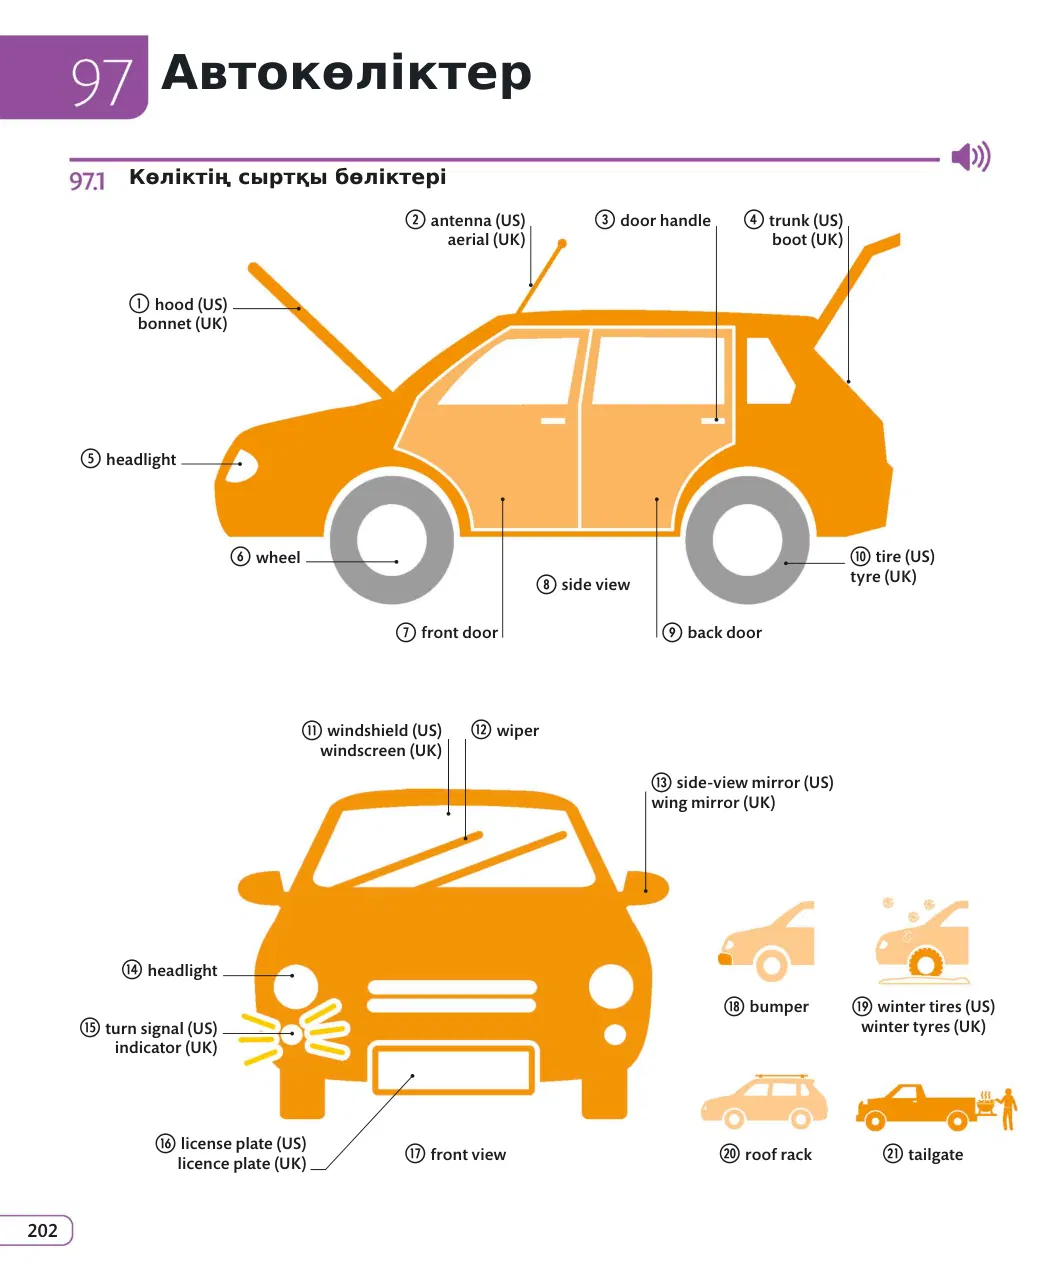 97 Автокөліктер
97.1 Көліктің сыртқы бөліктері
② antenna (US)
aerial (UK)
③ door handle
④ trunk (US)
boot (UK)
① hood (US)
bonnet (UK)
⑤ headlight
⑥ wheel
⑧ side view
⑩ tire (US)
tyre (UK)
⑦ front door
⑨ back door
⑪ windshield (US)
windscreen (UK)
⑫ wiper
⑬ side-view mirror (US)
wing mirror (UK)
⑭ headlight
⑮ turn signal (US)
indicator (UK)
⑱ bumper
⑲ winter tires (US)
winter tyres (UK)
⑯ license plate (US)
licence plate (UK)
⑰ front view
⑳ roof rack
㉑ tailgate
202